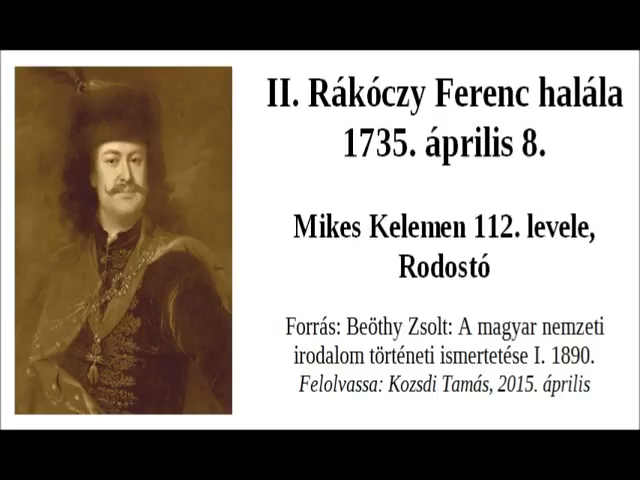 II. Rákóczy Ferenc halála
1735. április 8.
Mikes Kelemen 112. levele,
Rodostó
Forrás: Beöthy Zsolt: A magyar nemzeti
irodalom történeti ismertetése I. 1890.
Felolvassa: Kozsdi Tamás, 2015. április